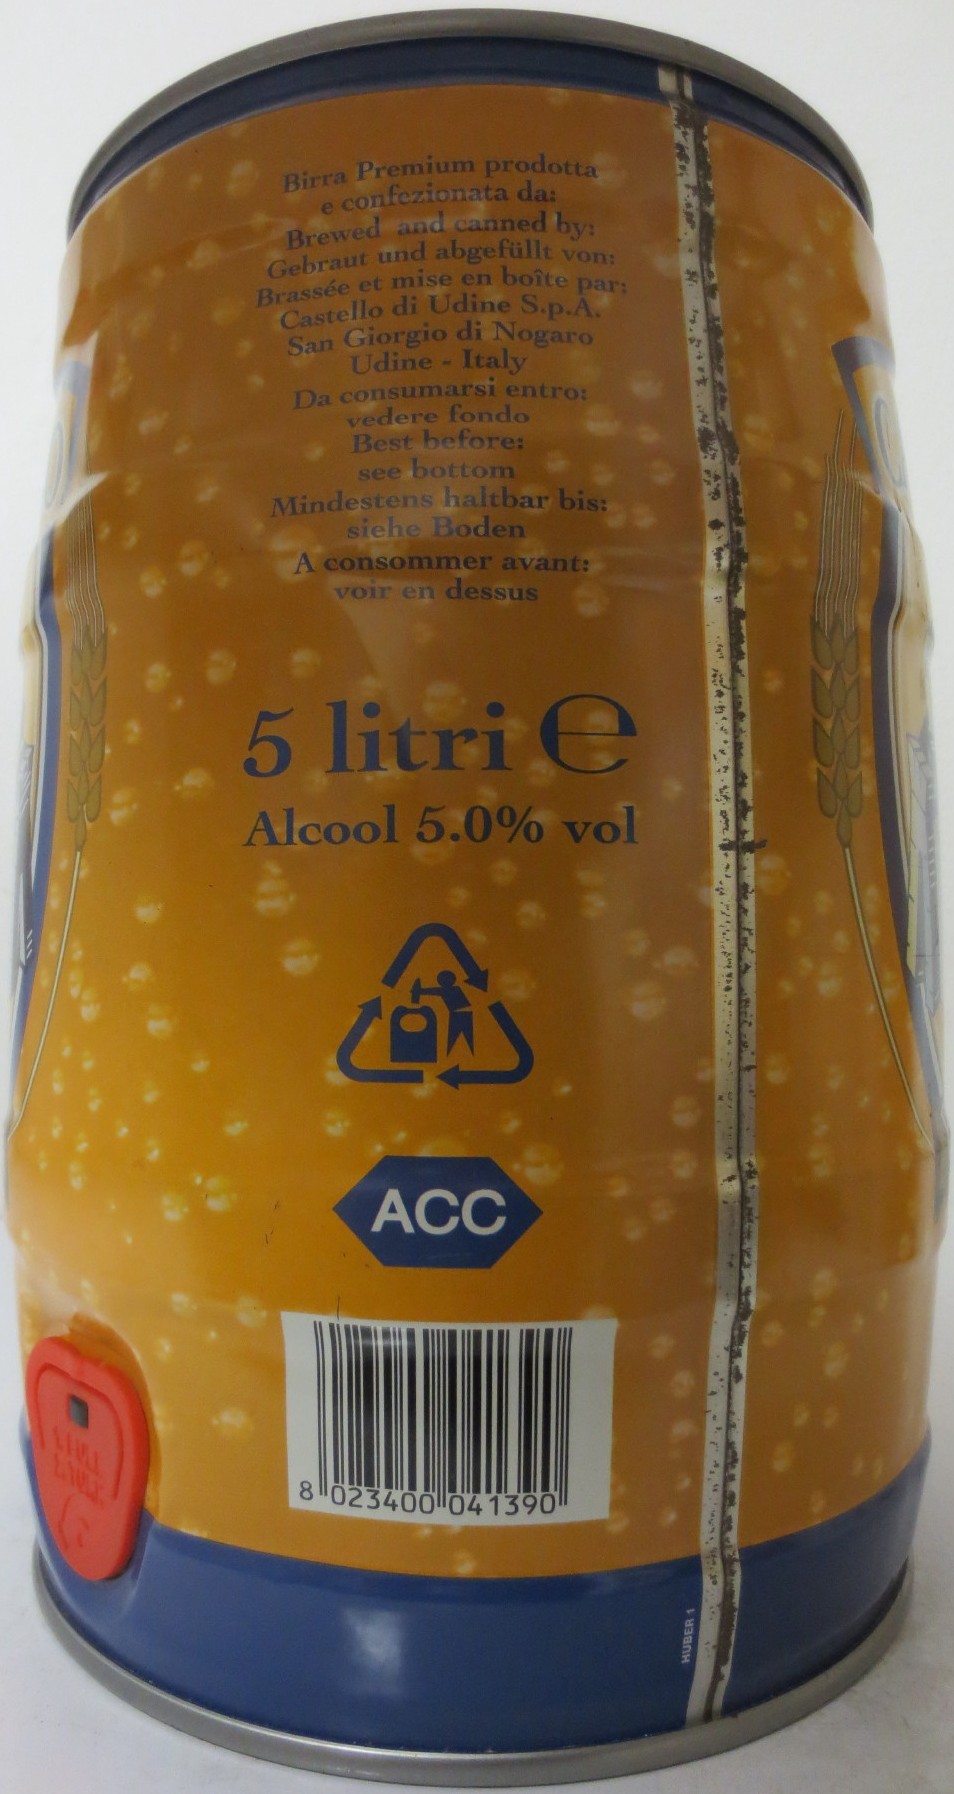 Birra Premium prodotta
e confezionata da:
Brewed and canned by:
Gebraut und abgefüllt von:
Brassée et mise en boîte par:
Castello di Udine S.p.A.
San Giorgio di Nogaro
Udine - Italy
Da consumarsi entro:
vedere fondo
Best before:
see bottom
Mindestens haltbar bis:
siehe Boden
A consommer avant:
voir en dessus
5 litri e
Alcool 5.0% vol
ACC
8 023400 041390
HUBER 1